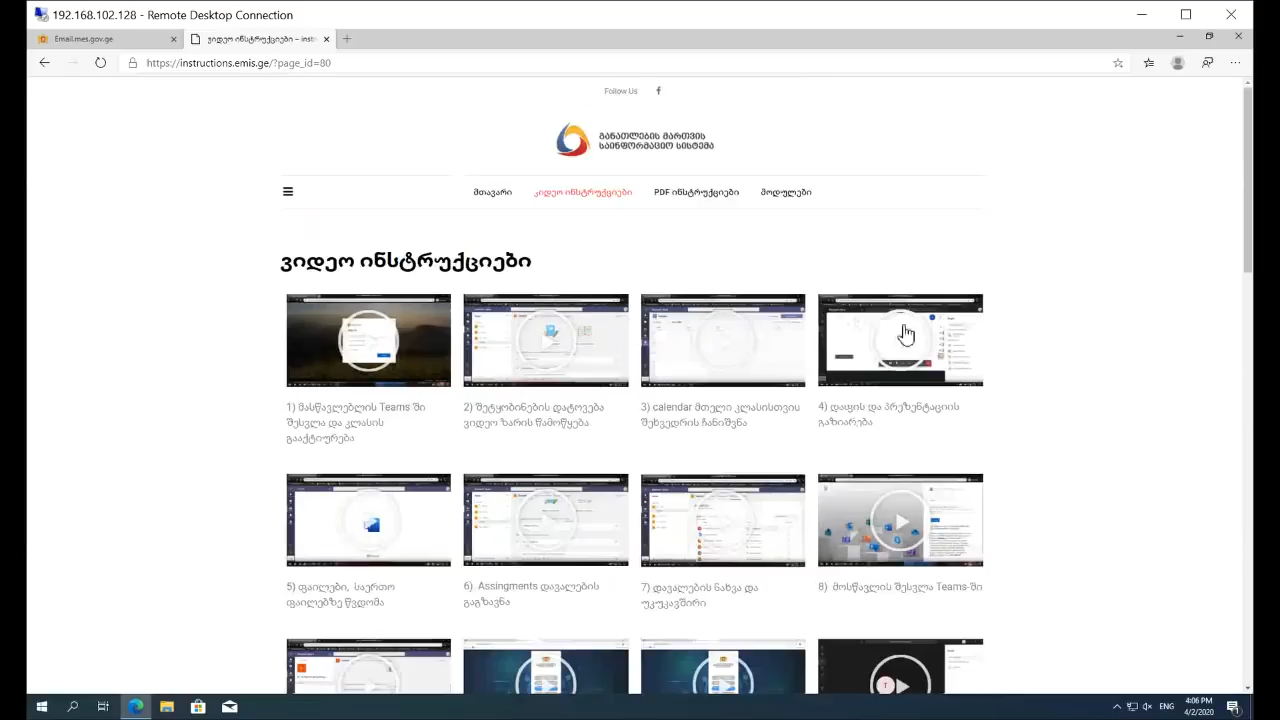 192.168.102.128 - Remote Desktop Connection
Email.mes.gov.ge
ვიდეო ინსტრუქციები – instr
https://instructions.emis.ge/?page_id=80
Follow Us
განათლების მართვის
საინფორმაციო სისტემა
მთავარი
ვიდეო ინსტრუქციები
PDF ინსტრუქციები
მოდულები
ვიდეო ინსტრუქციები
1) მასწავლებლის Teams ში
შესვლა და კლასის
გააქტიურება
2) შეტყობინების დატოვება
ვიდეო ზარის წამოწყება
3) calendar მთელი კლასისთვის
შეხვედრის ჩანიშვნა
4) დაფის და პრეზენტაციის
გაზიარება
5) ფაილები, საერთო
ფაილებზე წვდომა
6). Assingments დავალების
გაგზავნა
7) დავალების ნახვა და
უკუკავშირი
8) მოსწავლის შესვლა Teams-ში
T
ENG
4:06 PM
4/2/2020